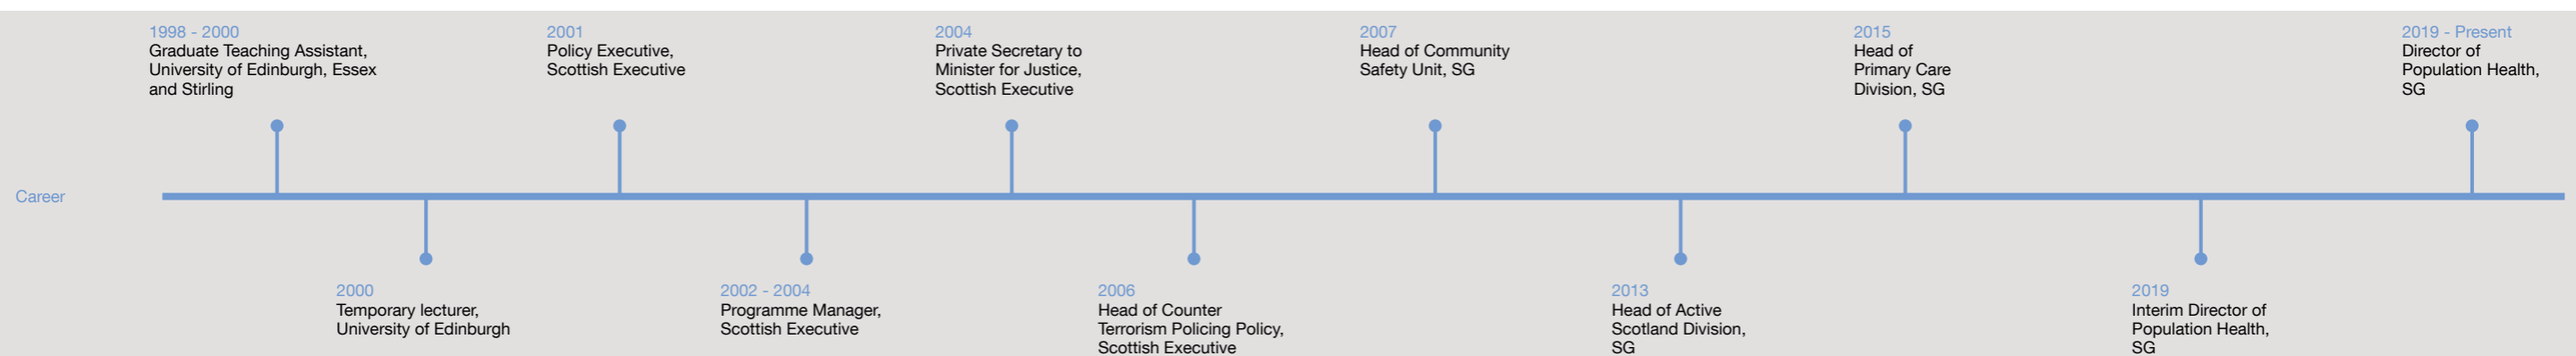 1998 - 2000
Graduate Teaching Assistant,
University of Edinburgh, Essex
and Stirling
2001
Policy Executive,
Scottish Executive
2004
Private Secretary to
Minister for Justice,
Scottish Executive
2007
Head of Community
Safety Unit, SG
2015
Head of
Primary Care
Division, SG
2019 - Present
Director of
Population Health,
SG
Career
2000
Temporary lecturer,
University of Edinburgh
2002 - 2004
Programme Manager,
Scottish Executive
2006
Head of Counter
Terrorism Policing Policy,
Scottish Executive
2013
Head of Active
Scotland Division,
SG
2019
Interim Director of
Population Health,
SG